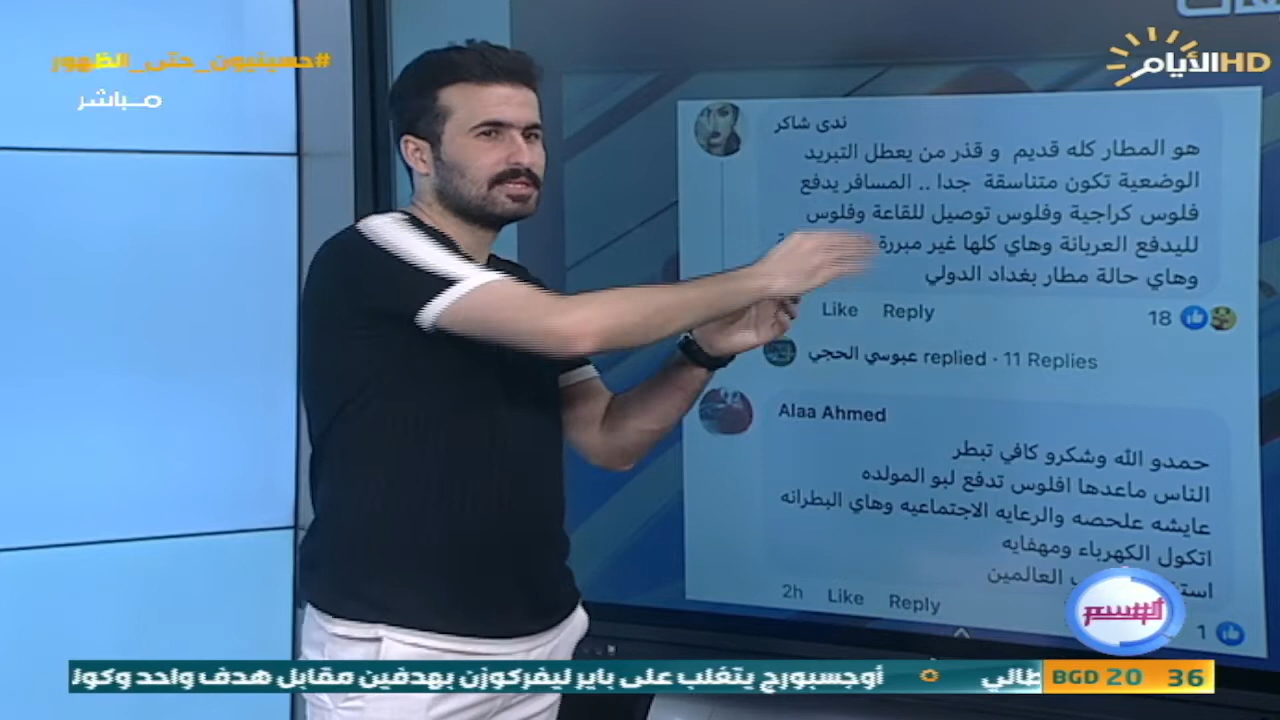 #حسينيون_حتى_الظهور
مباشر
الأيامHD
ندى شاكر
هو المطار كله قديم و قذر من يعطل التبريد
الوضعية تكون متناسقة جدا .. المسافر يدفع
فلوس كراجية وفلوس توصيل للقاعة وفلوس
لليدفع العربانة وهاي كلها غير مبررة
وهاي حالة مطار بغداد الدولي
Like Reply 18
عبوسي الحجي replied · 11 Replies
Alaa Ahmed
حمدو الله وشكرو كافي تبطر
الناس ماعدها افلوس تدفع لبو المولده
عايشه علحصه والرعايه الاجتماعيه وهاي البطرانه
اتكول الكهرباء ومهفايه
العالمين
2h Like Reply 1
أوجسبورج يتغلب على باير ليفركوزن بهدفين مقابل هدف واحد
BGD 20 36